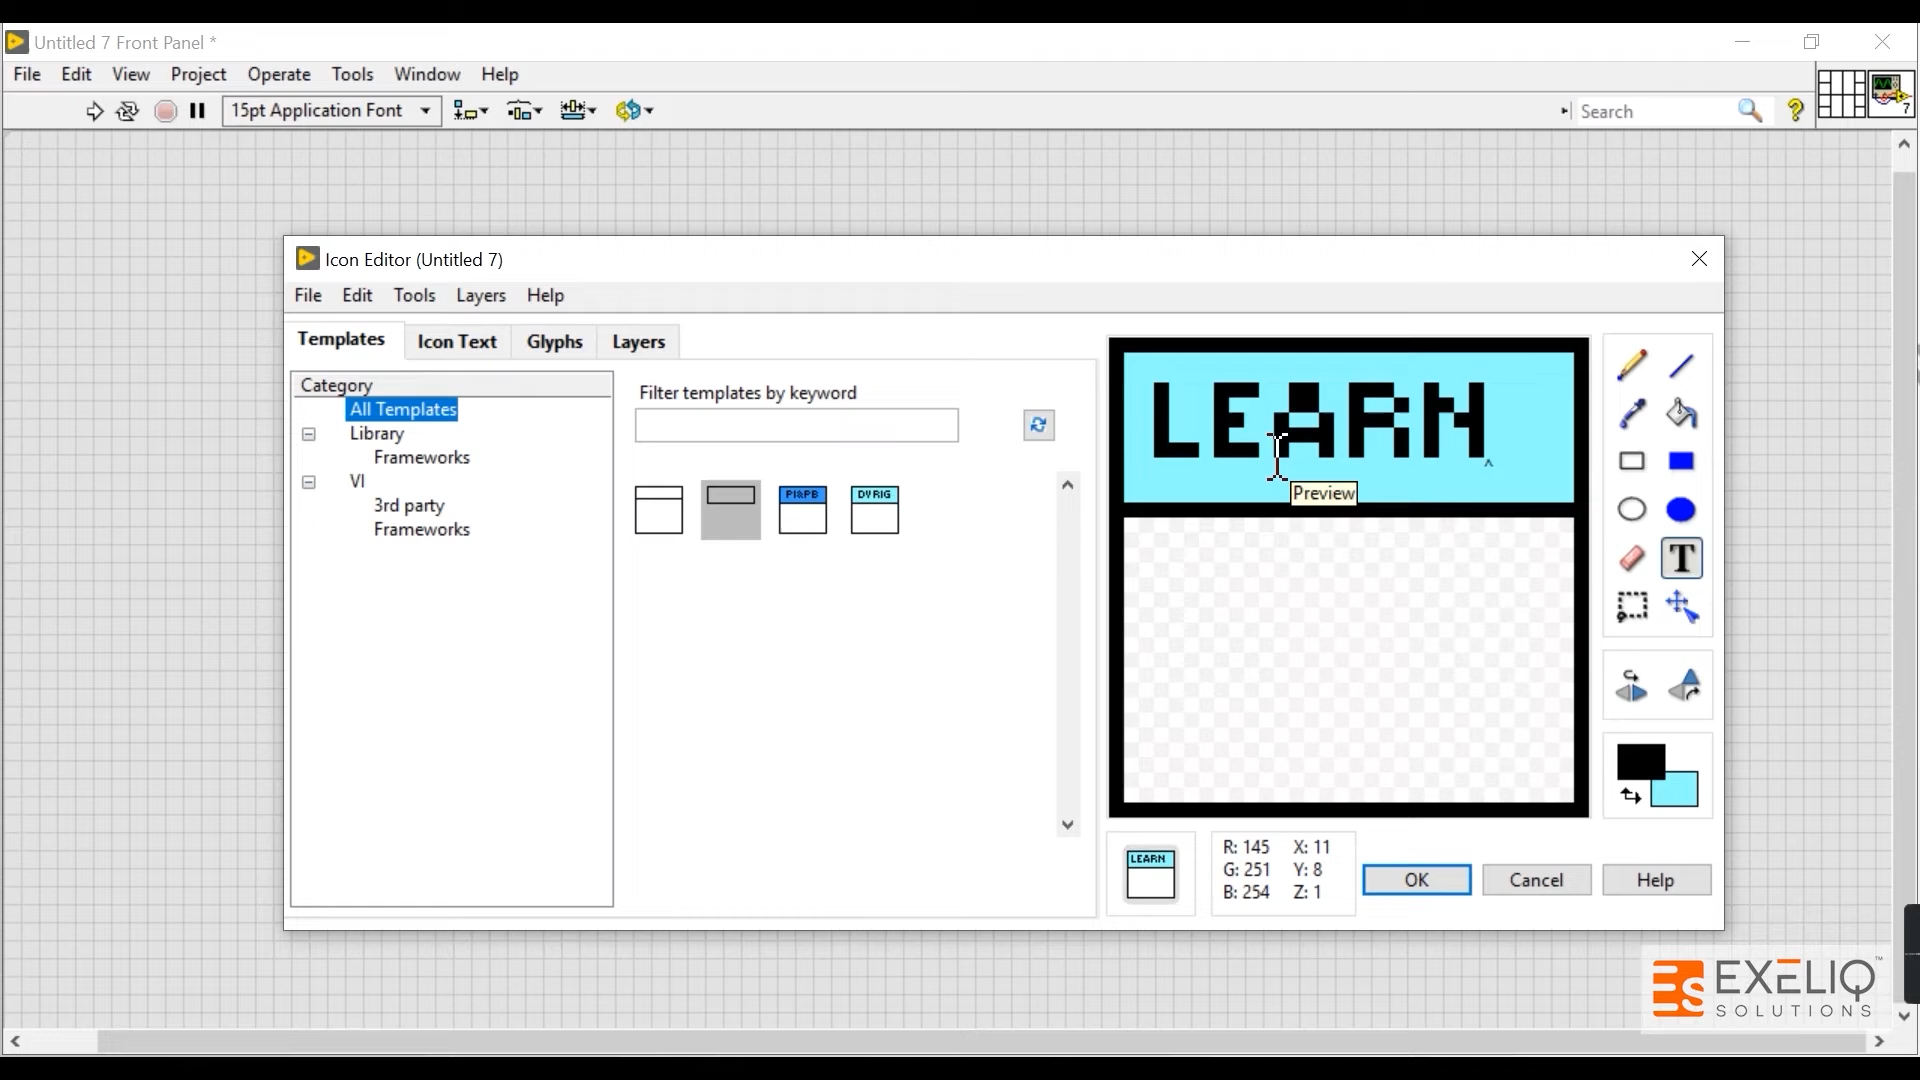 Untitled 7 Front Panel *
File Edit View Project Operate Tools Window Help
15pt Application Font
Search
7
Icon Editor (Untitled 7)
File Edit Tools Layers Help
Templates Icon Text Glyphs Layers
Category
All Templates
Library
Frameworks
VI
3rd party
Frameworks
Filter templates by keyword
PI&PB
DVRIG
LEARN
Preview
T
LEARN
R: 145 X: 11
G: 251 Y: 8
B: 254 Z: 1
OK Cancel Help
EXELIQ™
SOLUTIONS